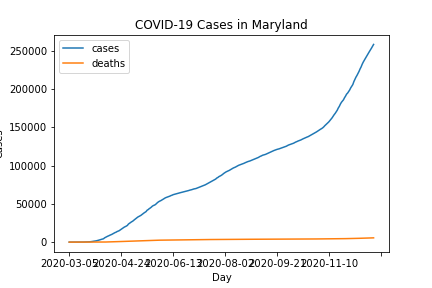 COVID-19 Cases in Maryland
250000
200000
150000
100000
50000
0
cases
deaths
Cases
2020-03-05 2020-04-24 2020-06-13 2020-08-02 2020-09-21 2020-11-10
Day